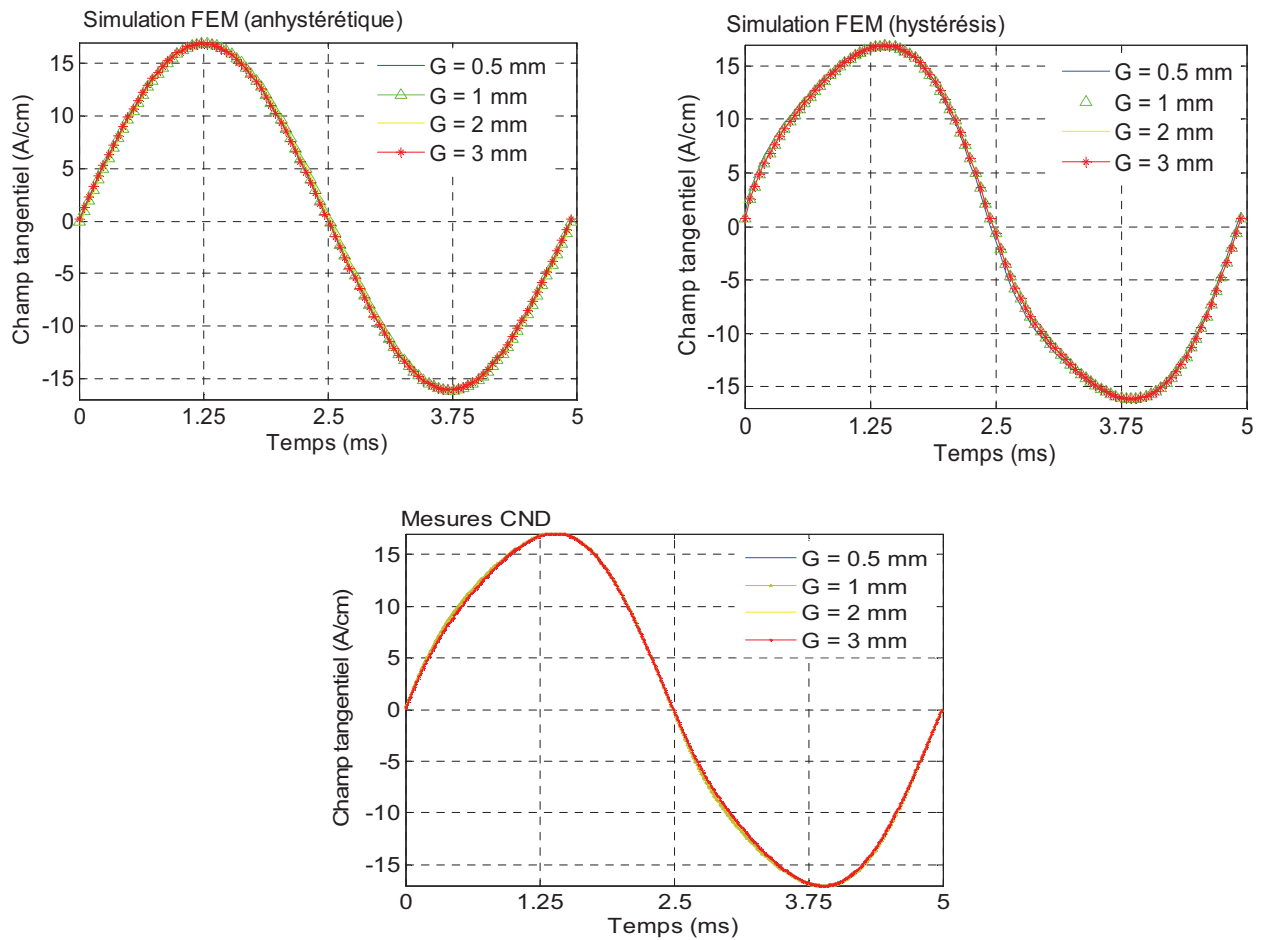 Simulation FEM (anhystérétique)
Champ tangentiel (A/cm)
15
10
5
0
-5
-10
-15
G = 0.5 mm
G = 1 mm
G = 2 mm
G = 3 mm
0 1.25 2.5 3.75 5
Temps (ms)
Simulation FEM (hystérésis)
Champ tangentiel (A/cm)
15
10
5
0
-5
-10
-15
G = 0.5 mm
G = 1 mm
G = 2 mm
G = 3 mm
0 1.25 2.5 3.75 5
Temps (ms)
Mesures CND
Champ tangentiel (A/cm)
15
10
5
0
-5
-10
-15
G = 0.5 mm
G = 1 mm
G = 2 mm
G = 3 mm
0 1.25 2.5 3.75 5
Temps (ms)